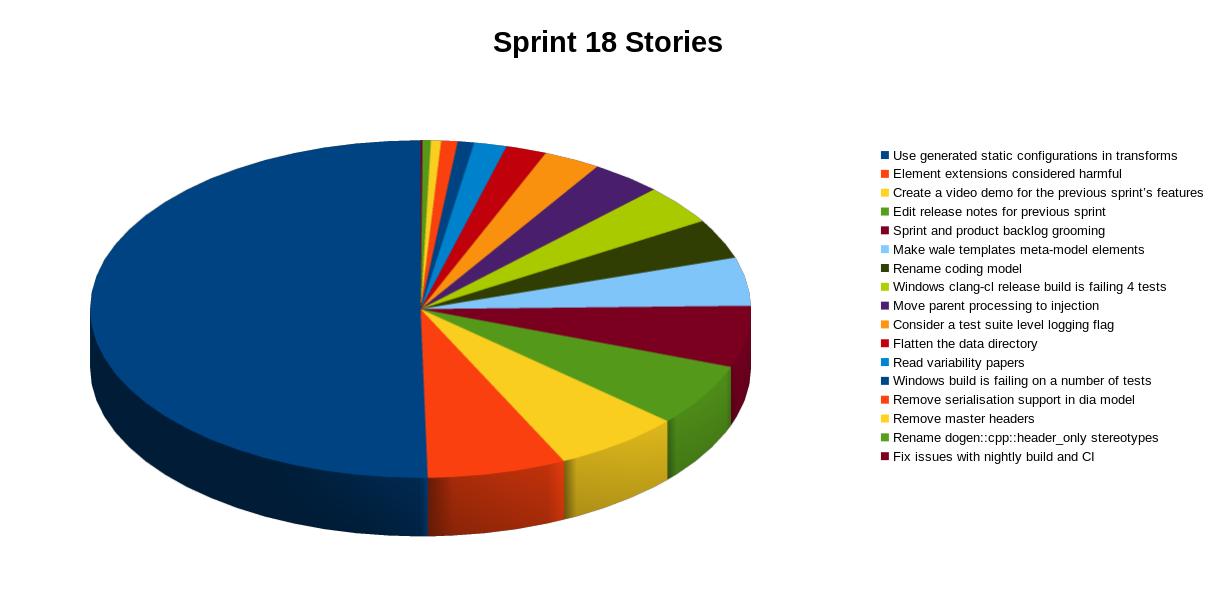 Sprint 18 Stories
Use generated static configurations in transforms
Element extensions considered harmful
Create a video demo for the previous sprint's features
Edit release notes for previous sprint
Sprint and product backlog grooming
Make wale templates meta-model elements
Rename coding model
Windows clang-cl release build is failing 4 tests
Move parent processing to injection
Consider a test suite level logging flag
Flatten the data directory
Read variability papers
Windows build is failing on a number of tests
Remove serialisation support in dia model
Remove master headers
Rename dogen::cpp::header_only stereotypes
Fix issues with nightly build and CI